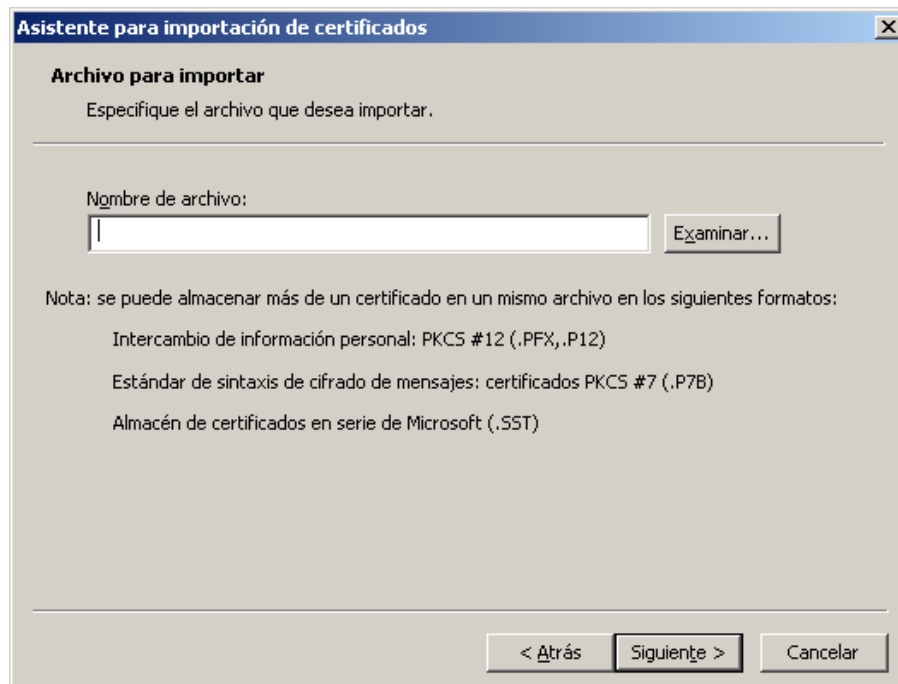 Asistente para importación de certificados
Archivo para importar
Especifique el archivo que desea importar.
Nombre de archivo:
Examinar...
Nota: se puede almacenar más de un certificado en un mismo archivo en los siguientes formatos:
Intercambio de información personal: PKCS #12 (.PFX,.P12)
Estándar de sintaxis de cifrado de mensajes: certificados PKCS #7 (.P7B)
Almacén de certificados en serie de Microsoft (.SST)
< Atrás Siguiente > Cancelar